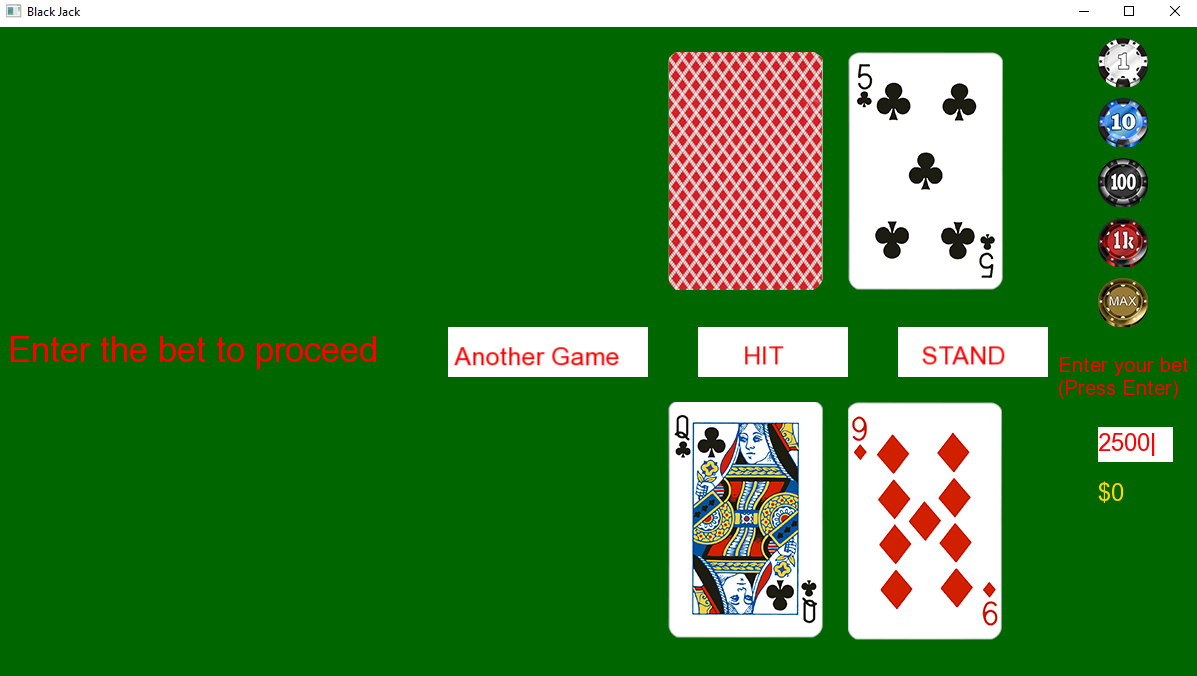 Black Jack
5
5
1
10
100
1k
MAX
Enter the bet to proceed
Another Game
HIT
STAND
Enter your bet
(Press Enter)
Q
Q
9
9
2500|
$0